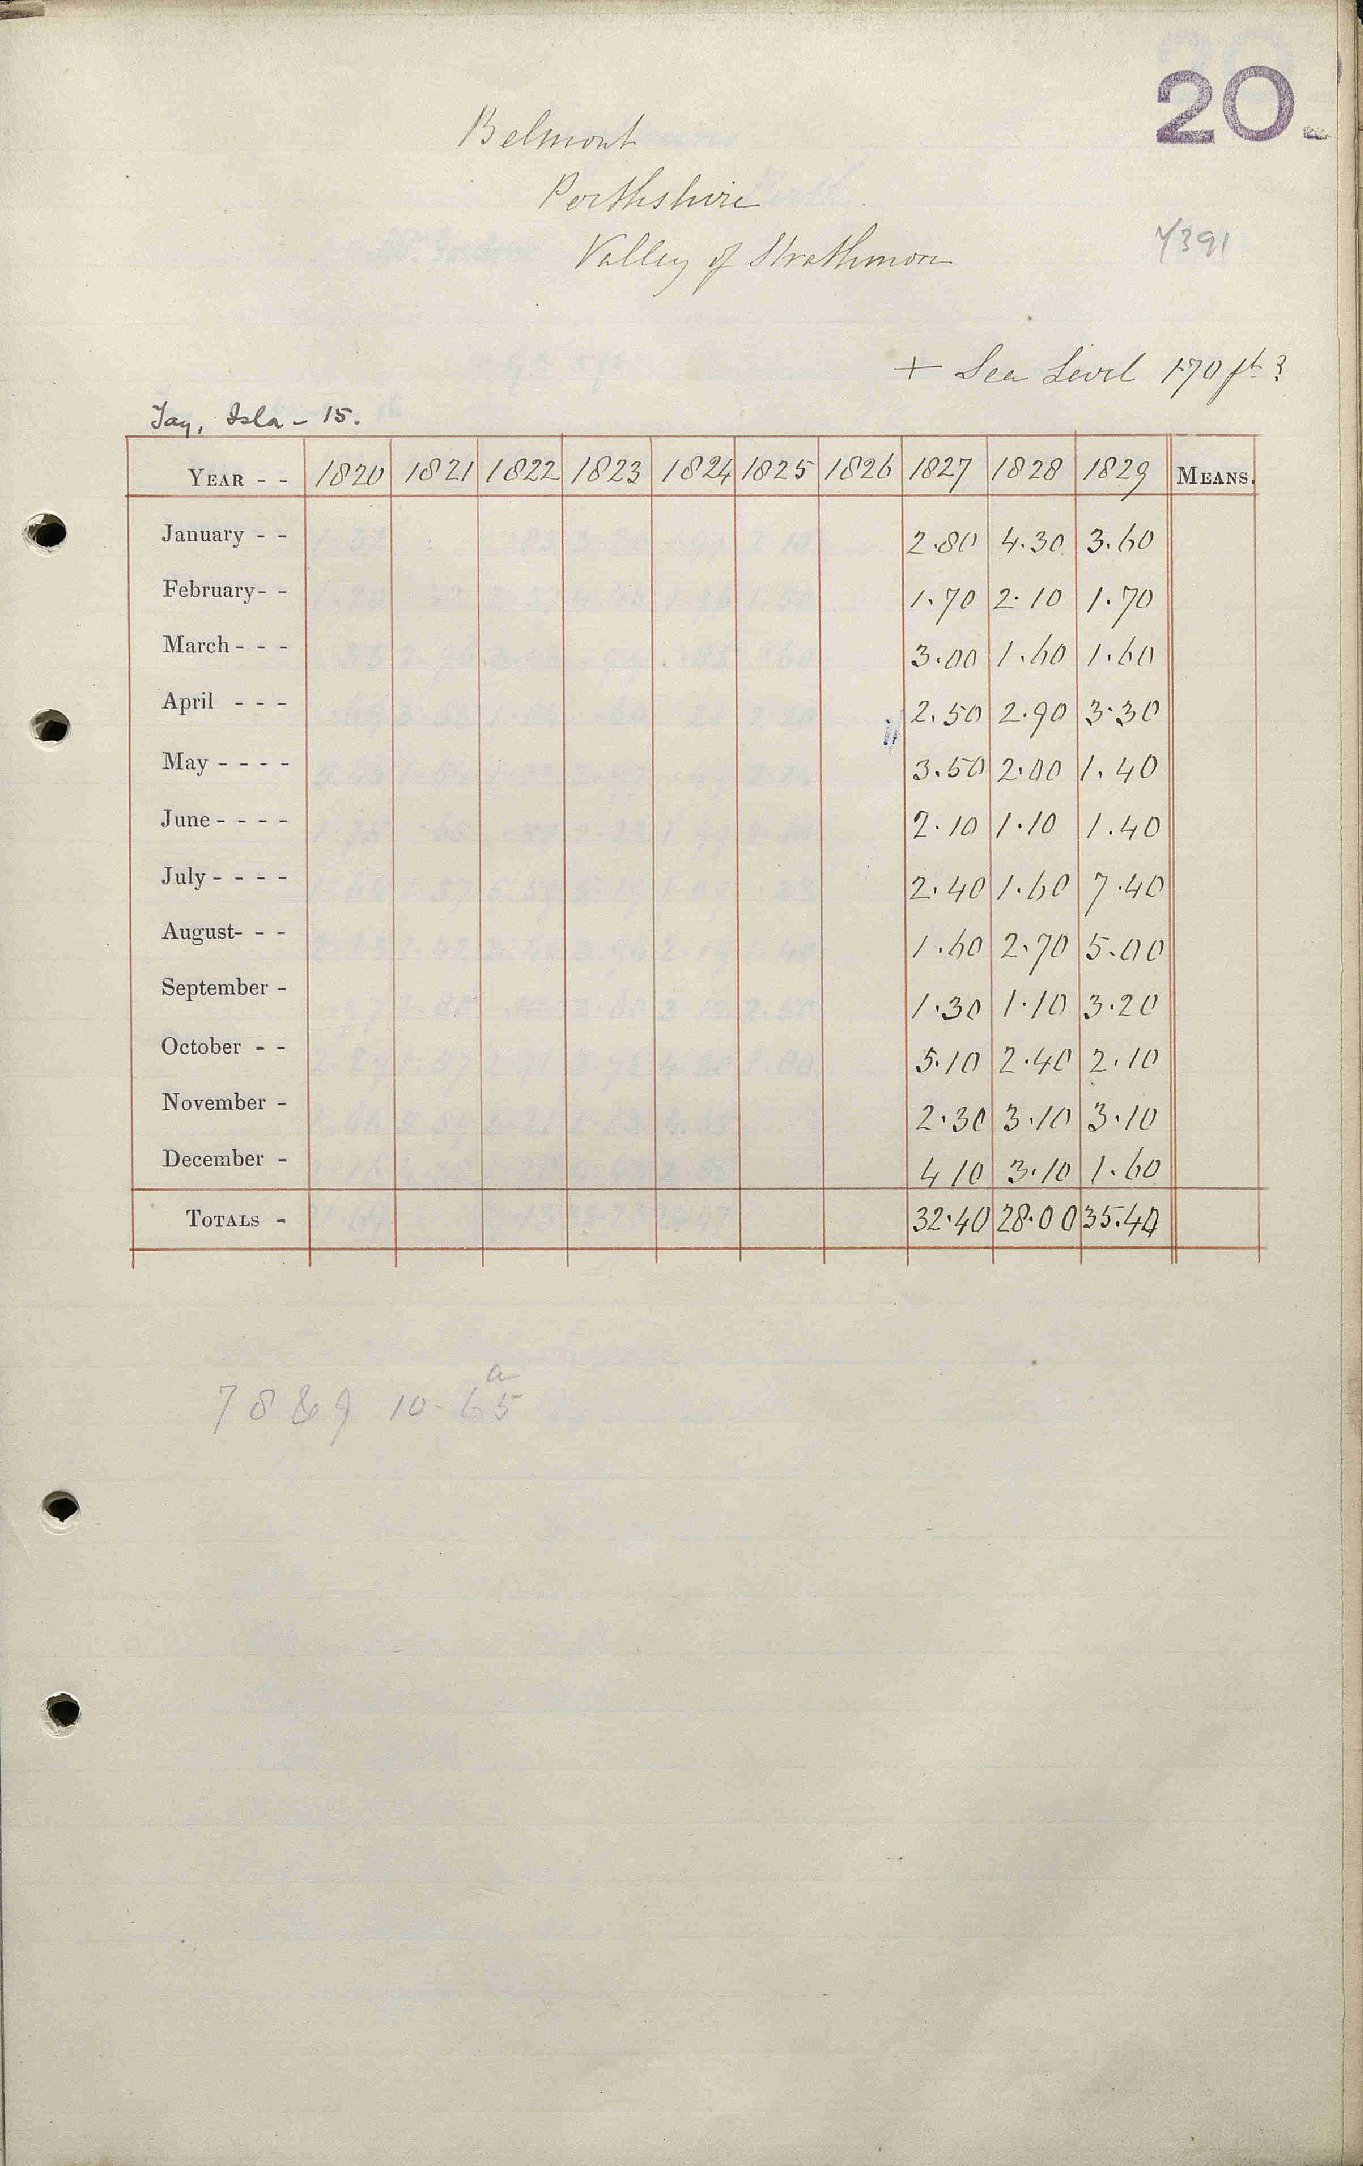 20
Belmont
Perthshire
Valley of Strathmore
7391
+ Sea Level 170 ft ?
Tay, Isla - 15.
YEAR - - 1820 1821 1822 1823 1824 1825 1826 1827 1828 1829 MEANS.
January - - 2.80 4.30 3.60
February- - 1.70 2.10 1.70
March - - - 3.00 1.60 1.60
April - - - 2.50 2.90 3.30
May - - - - 3.50 2.00 1.40
June - - - - 2.10 1.10 1.40
July - - - - 2.40 1.60 7.40
August- - - 1.60 2.70 5.00
September - 1.30 1.10 3.20
October - - 5.10 2.40 2.10
November - 2.30 3.10 3.10
December - 4 10 3.10 1.60
TOTALS - 32.40 28.00 35.40
a
10-65